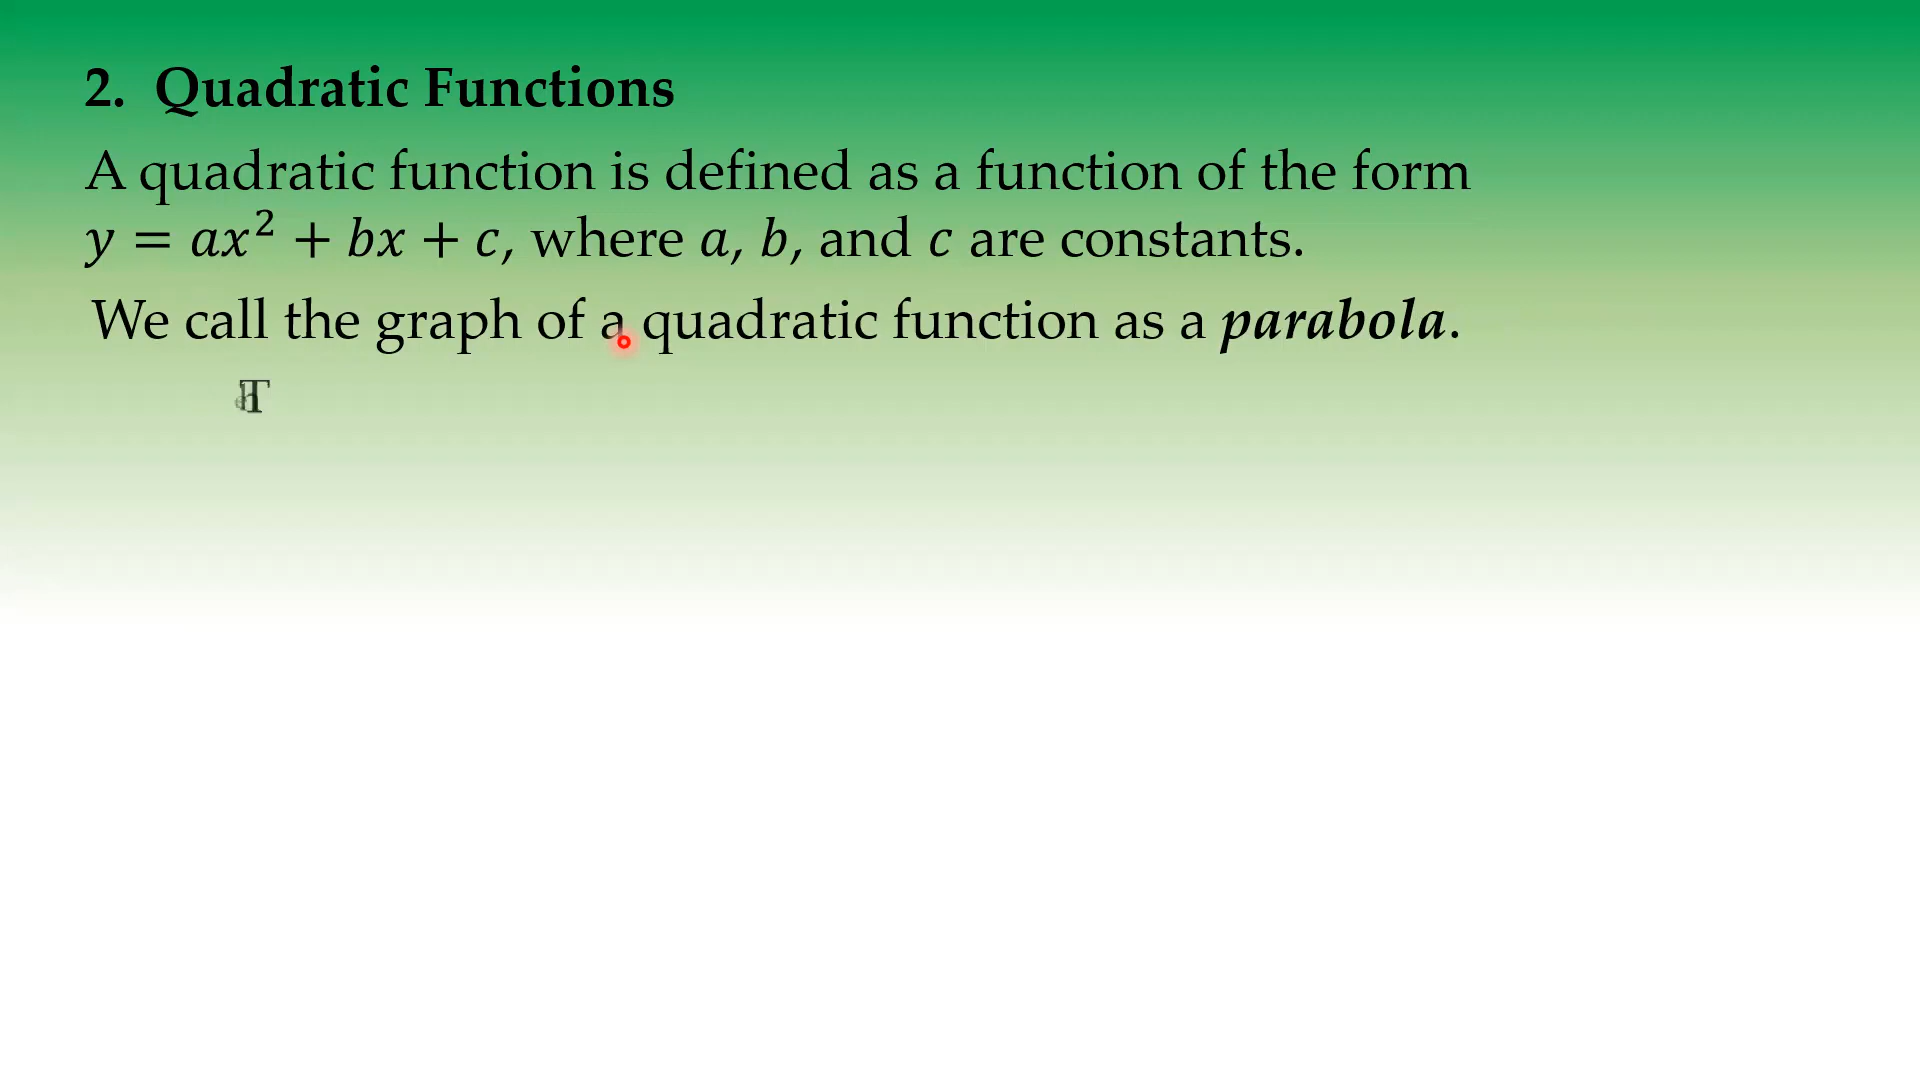 2. Quadratic Functions
A quadratic function is defined as a function of the form
y = ax² + bx + c, where a, b, and c are constants.
We call the graph of a quadratic function as a parabola.